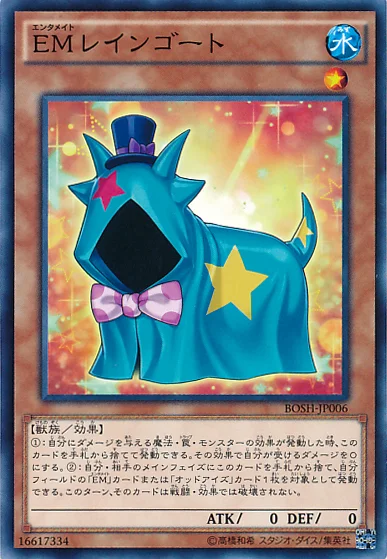 エンタメイト
EMレインゴート
水
BOSH-JP006
【獣族/効果】
①:自分にダメージを与える魔法・罠・モンスターの効果が発動した時、この
カードを手札から捨てて発動できる。その効果で自分が受けるダメージを0
にする。②:自分・相手のメインフェイズにこのカードを手札から捨て、自分
フィールドの「EM」カードまたは「オッドアイズ」カード1枚を対象として発動
できる。このターン、そのカードは戦闘・効果では破壊されない。
ATK 0 DEF 0
16617334
©高橋和希 スタジオ・ダイス/集英社